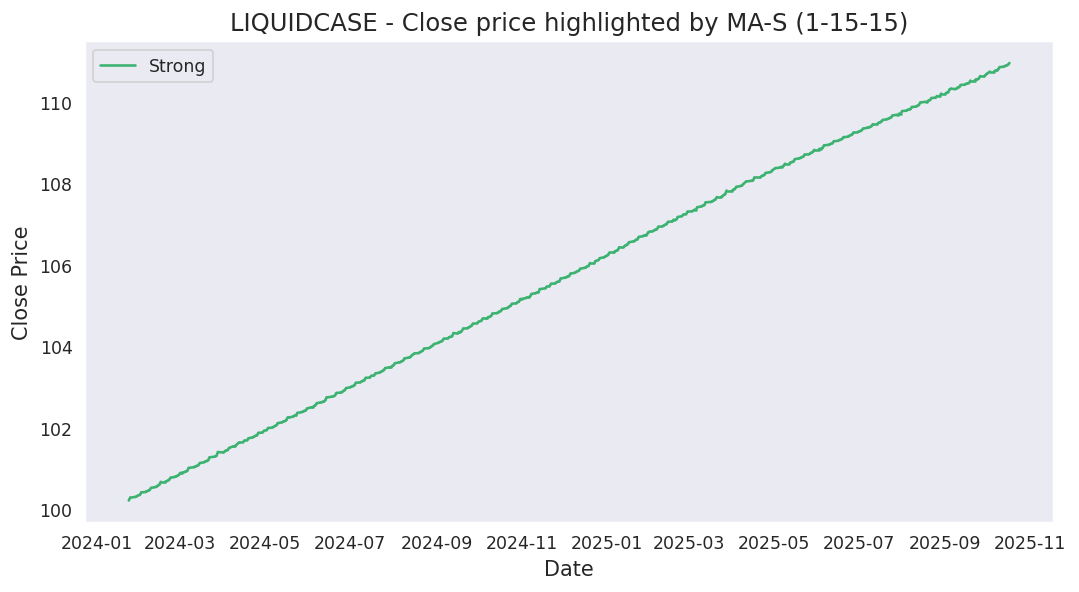 LIQUIDCASE - Close price highlighted by MA-S (1-15-15)
Strong
Close Price
110
108
106
104
102
100
2024-01 2024-03 2024-05 2024-07 2024-09 2024-11 2025-01 2025-03 2025-05 2025-07 2025-09 2025-11
Date